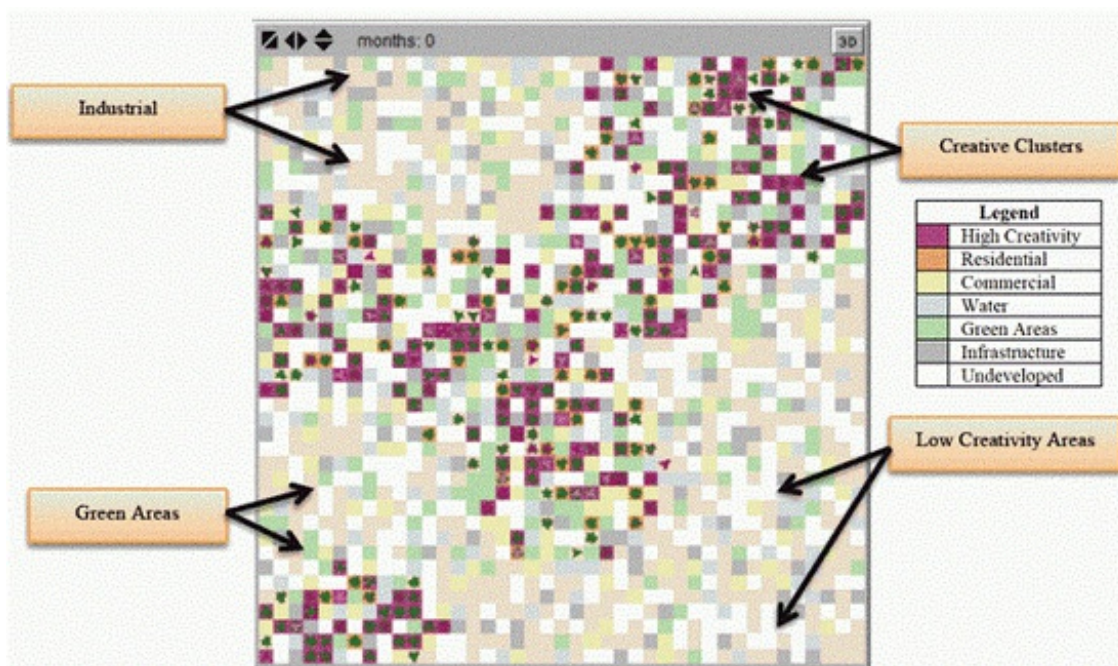 months: 0
3D
Industrial
Creative Clusters
Legend
High Creativity
Residential
Commercial
Water
Green Areas
Infrastructure
Undeveloped
Low Creativity Areas
Green Areas